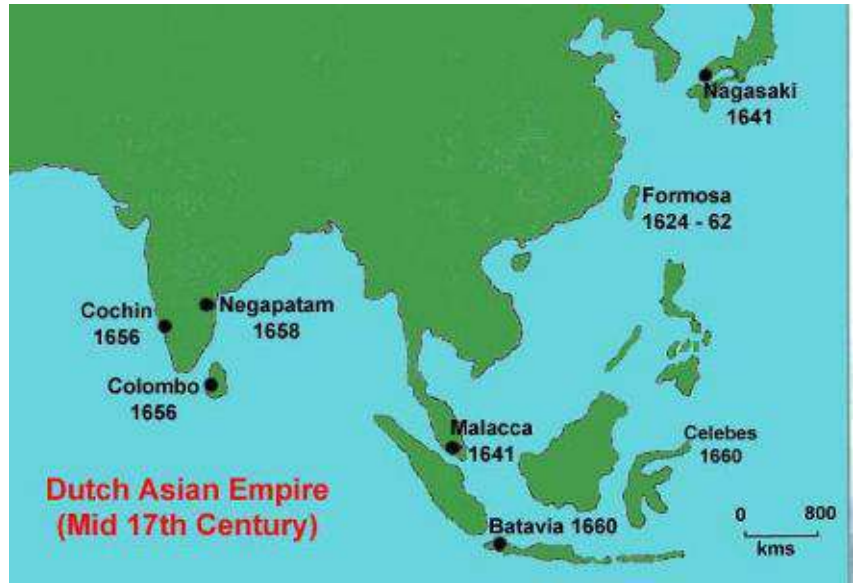 Nagasaki
1641
Formosa
1624 - 62
Cochin
1656
Negapatam
1658
Colombo
1656
Malacca
1641
Celebes
1660
Dutch Asian Empire
(Mid 17th Century)
Batavia 1660
0 800
kms